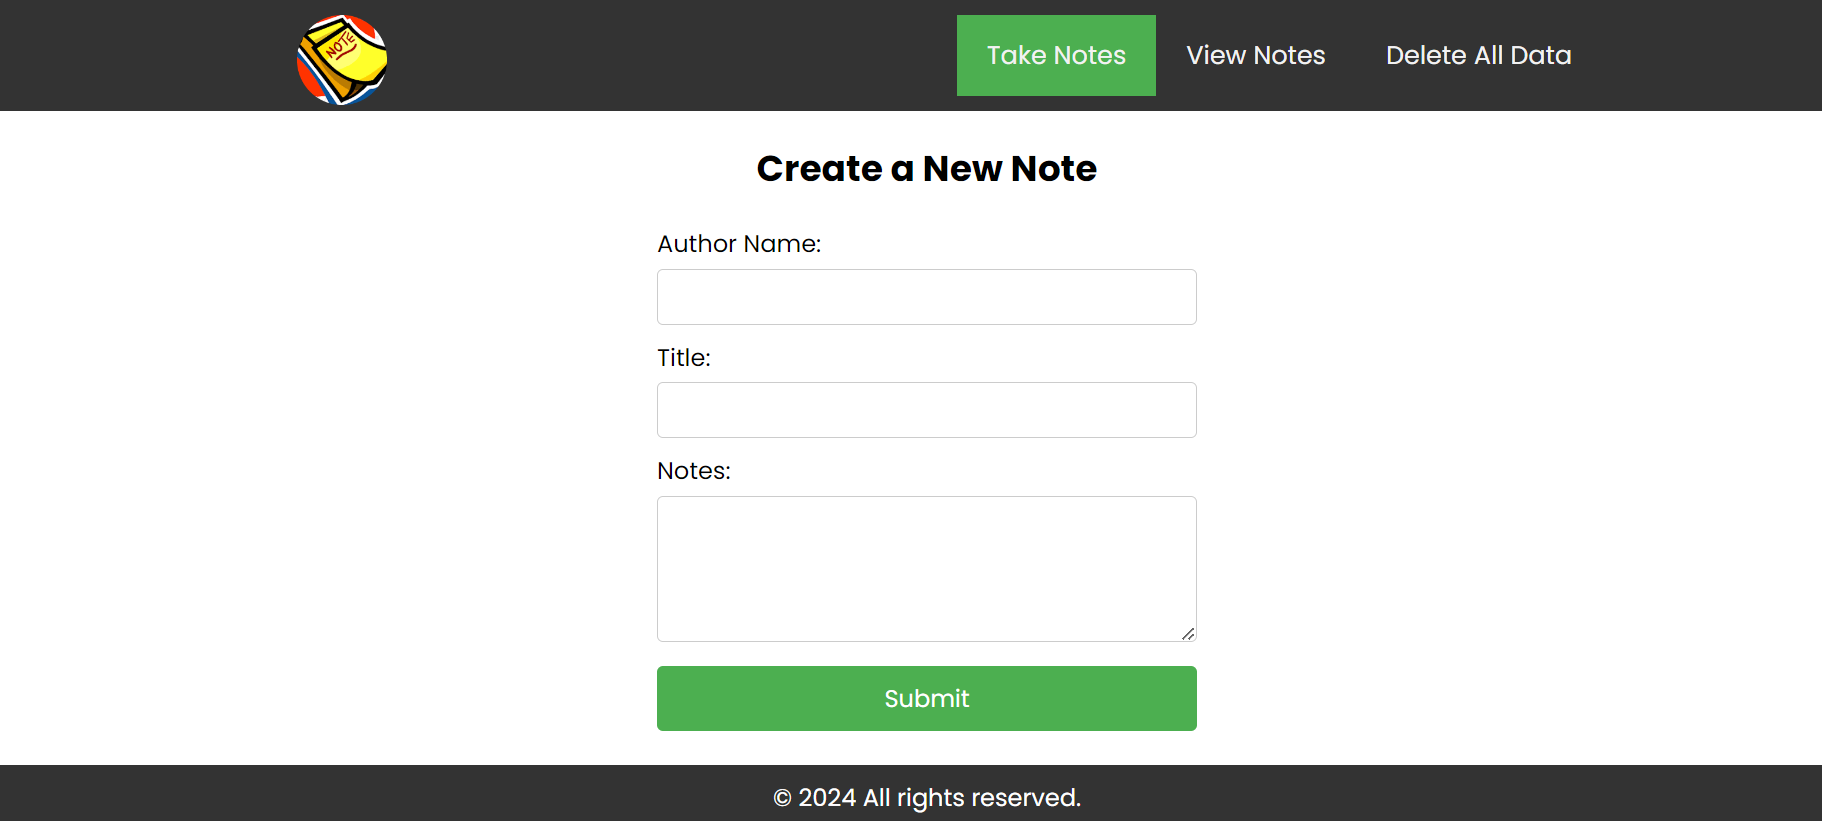 NOTE
Take Notes
View Notes
Delete All Data
Create a New Note
Author Name:
Title:
Notes:
Submit
© 2024 All rights reserved.